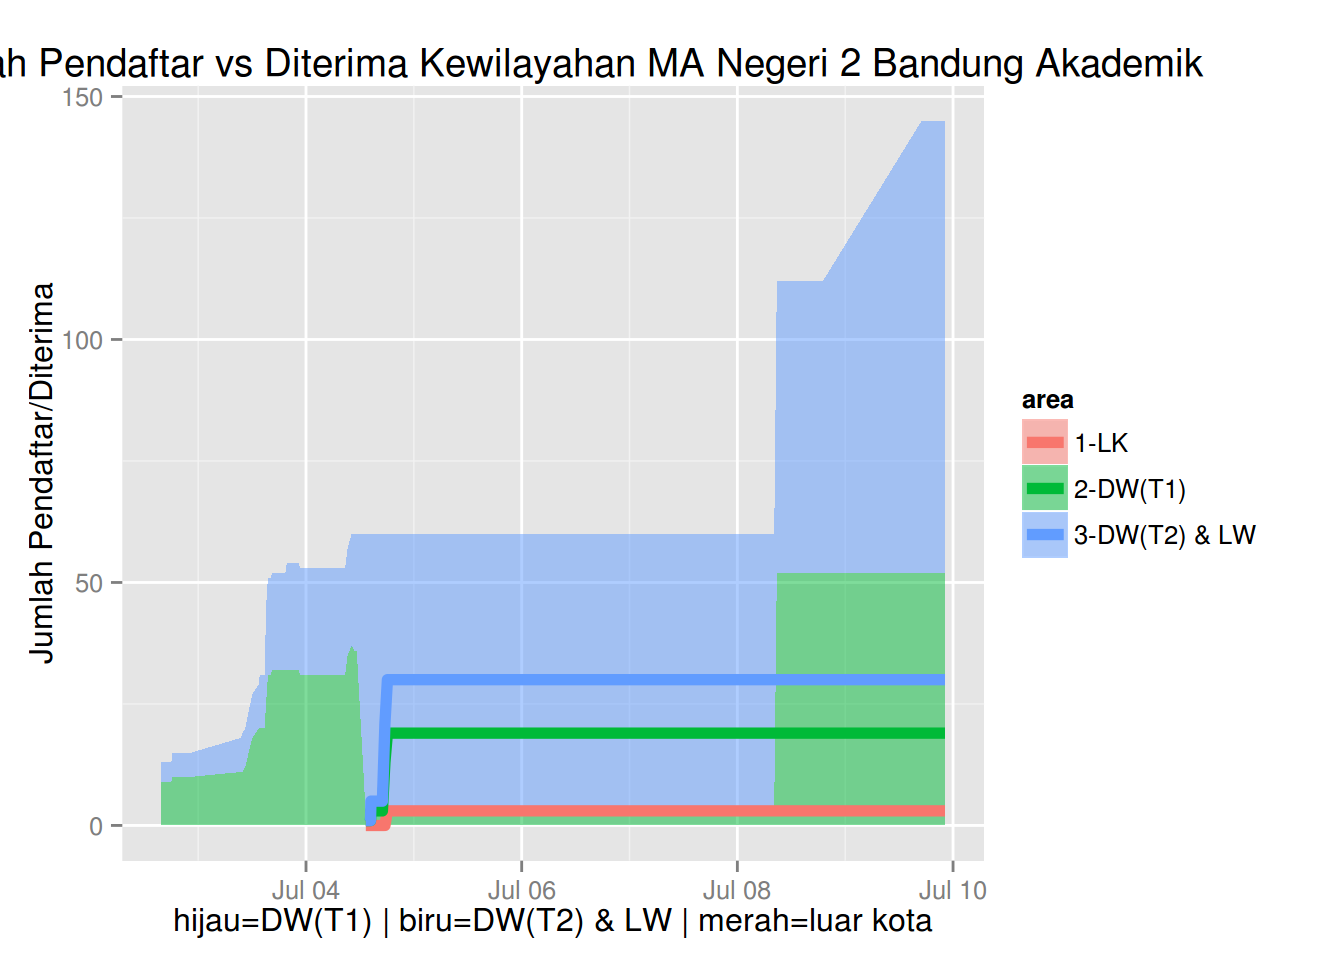 Pendaftar vs Diterima Kewilayahan MA Negeri 2 Bandung Akademik
150
100
50
0
Jumlah Pendaftar/Diterima
Jul 04
Jul 06
Jul 08
Jul 10
hijau=DW(T1) | biru=DW(T2) & LW | merah=luar kota
area
1-LK
2-DW(T1)
3-DW(T2) & LW